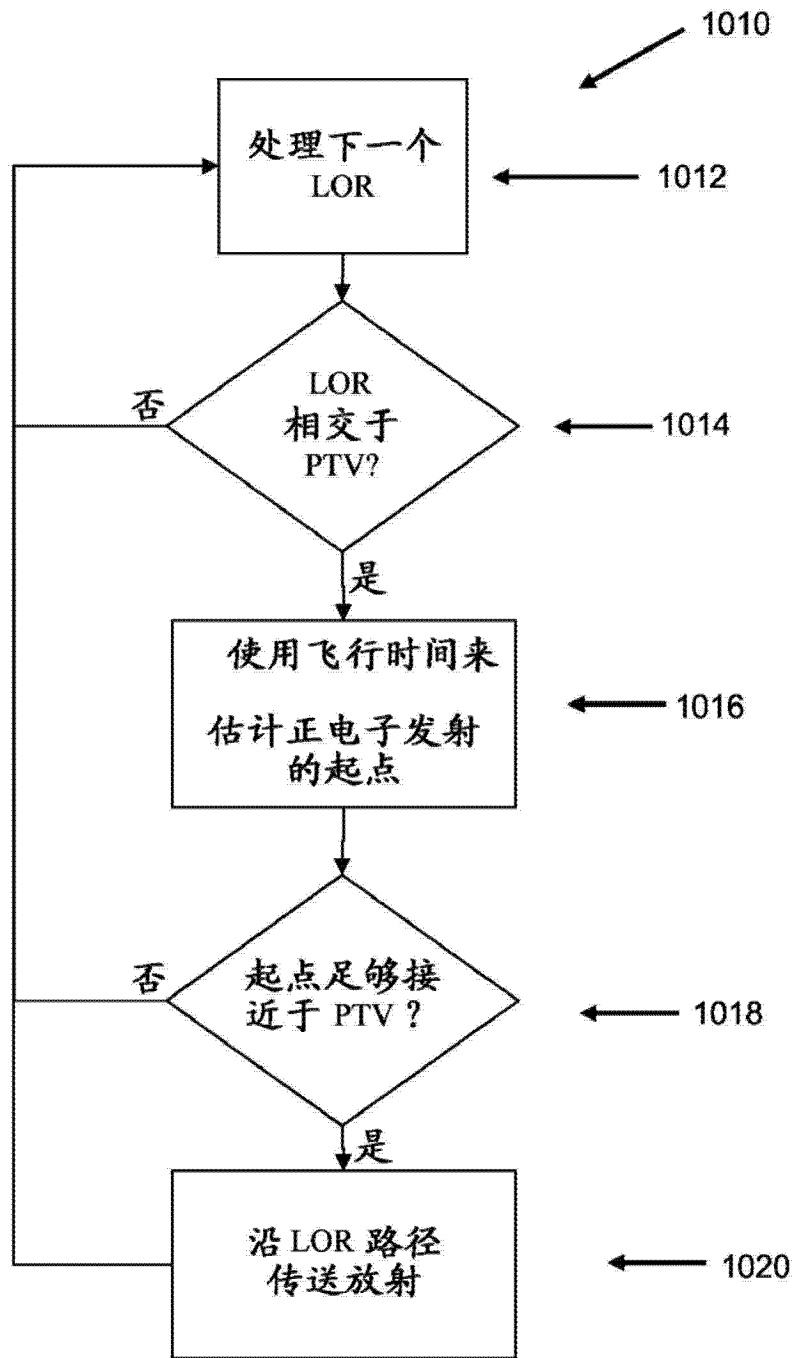 1010
处理下一个
LOR
1012
LOR
相交于
PTV?
1014
否
是
使用飞行时间来
估计正电子发射
的起点
1016
否
起点足够接
近于 PTV？
1018
是
沿 LOR 路径
传送放射
1020